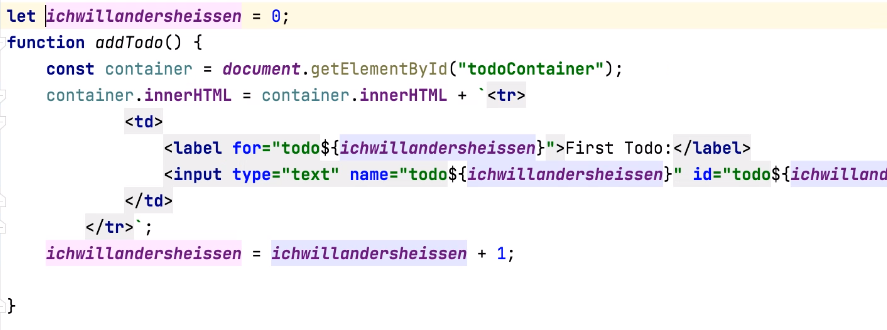 let ichwillandersheissen = 0;
function addTodo() {
    const container = document.getElementById("todoContainer");
    container.innerHTML = container.innerHTML + `<tr>
            <td>
                <label for="todo${ichwillandersheissen}">First Todo:</label>
                <input type="text" name="todo${ichwillandersheissen}" id="todo${ichwilland
            </td>
        </tr>`;
    ichwillandersheissen = ichwillandersheissen + 1;
}